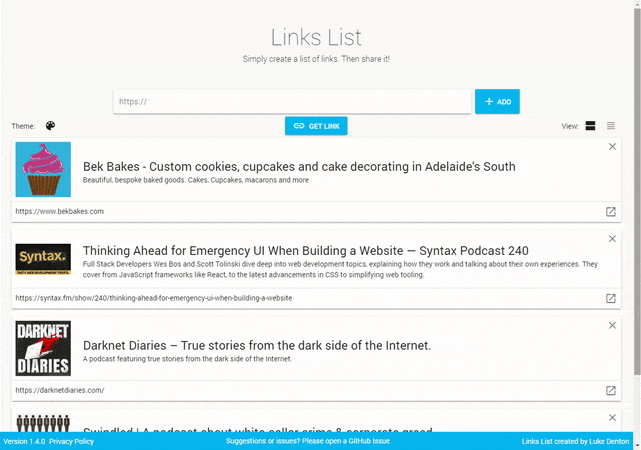 Links List
Simply create a list of links. Then share it!
https://
ADD
Theme:
GET LINK
View:
Bek Bakes - Custom cookies, cupcakes and cake decorating in Adelaide's South
Beautiful, bespoke baked goods. Cakes, Cupcakes, macarons and more
https://www.bekbakes.com
Syntax.
TASTY WEB DEVELOPMENT TREATS
Thinking Ahead for Emergency UI When Building a Website — Syntax Podcast 240
Full Stack Developers Wes Bos and Scott Tolinski dive deep into web development topics, explaining how they work and talking about their own experiences. They
cover from JavaScript frameworks like React, to the latest advancements in CSS to simplifying web tooling.
https://syntax.fm/show/240/thinking-ahead-for-emergency-ui-when-building-a-website
DARKNET
DIARIES
Darknet Diaries – True stories from the dark side of the Internet.
A podcast featuring true stories from the dark side of the Internet.
https://darknetdiaries.com/
Swindled | A podcast about white-collar crime & corporate greed
Version 1.4.0 Privacy Policy
Suggestions or issues? Please open a GitHub Issue
Links List created by Luke Denton